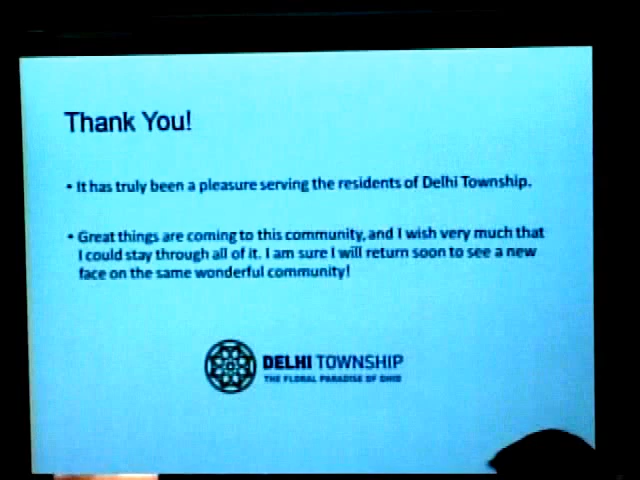 Thank You!
• It has truly been a pleasure serving the residents of Delhi Township.
• Great things are coming to this community, and I wish very much that
I could stay through all of it. I am sure I will return soon to see a new
face on the same wonderful community!
DELHI TOWNSHIP
THE FLORAL PARADISE OF OHIO